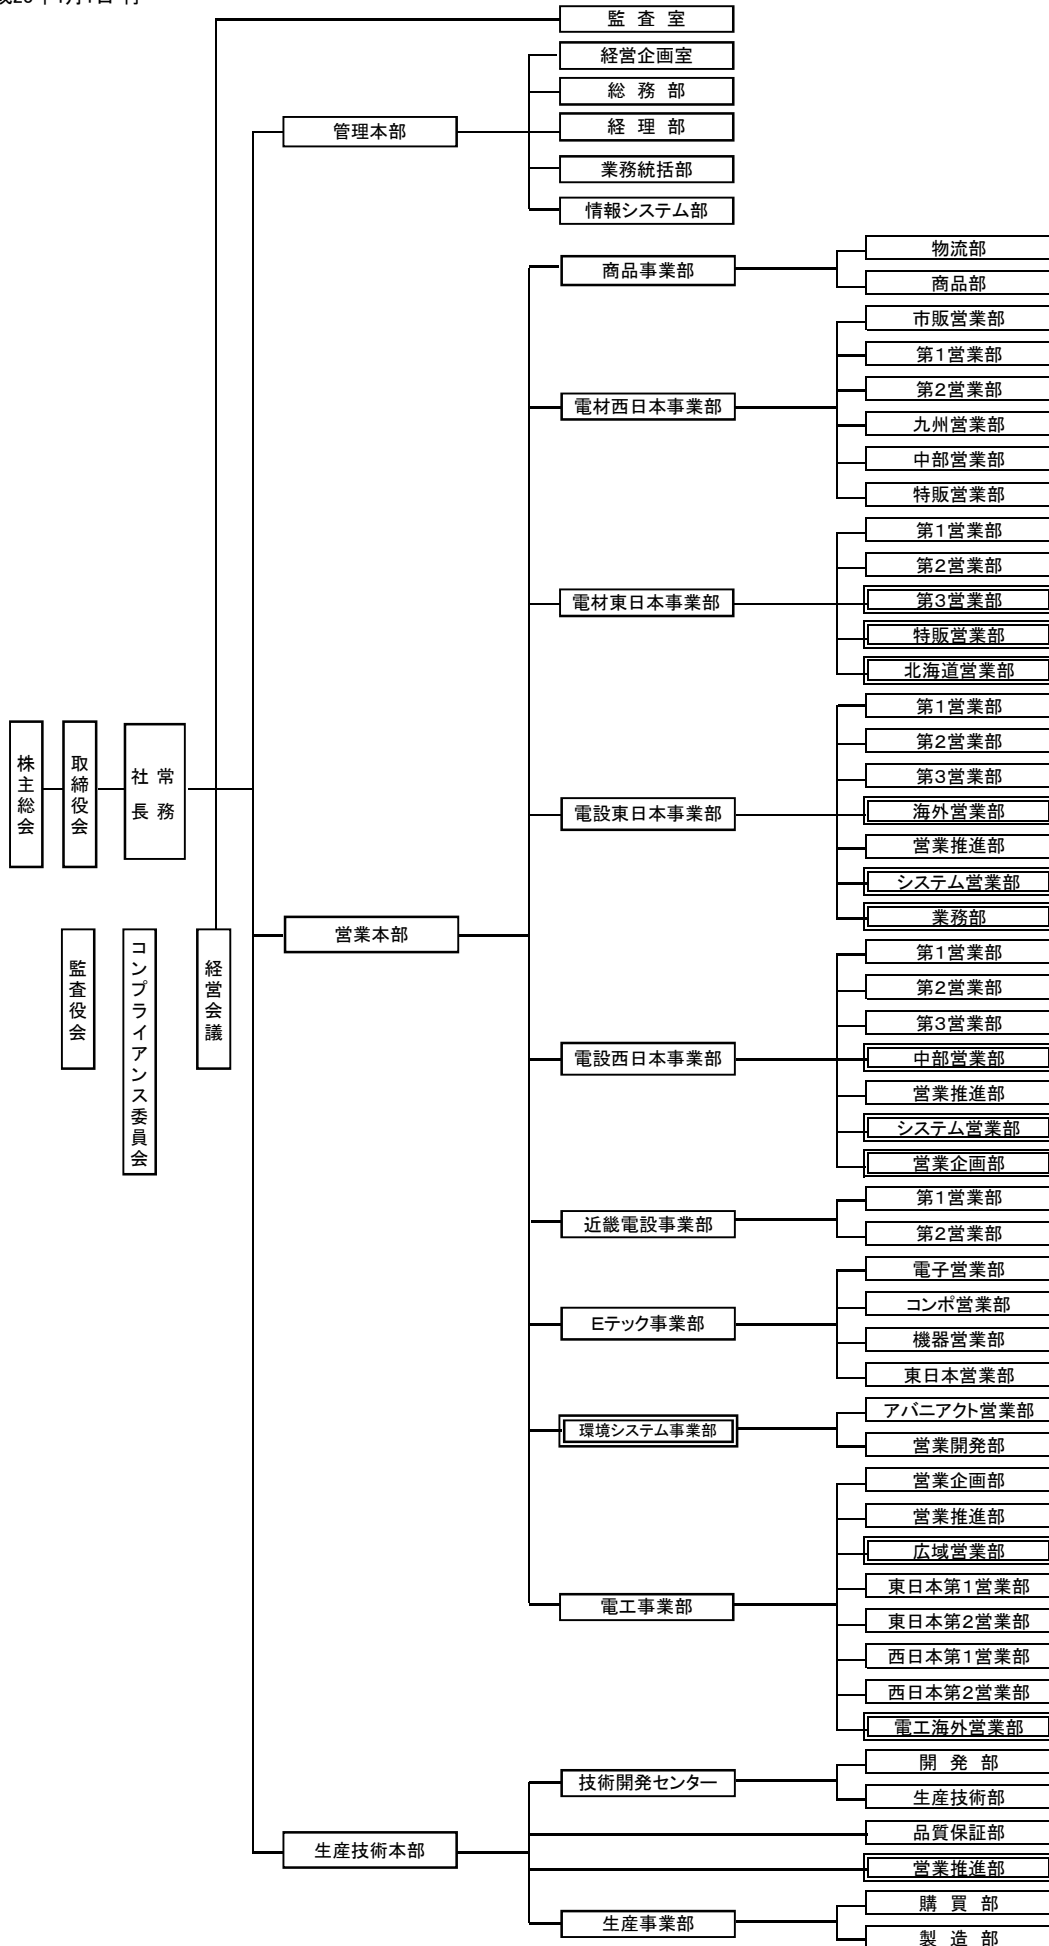 年4月1日付
監査室
経営企画室
総務部
管理本部
経理部
業務統括部
情報システム部
商品事業部
物流部
商品部
電材西日本事業部
市販営業部
第1営業部
第2営業部
九州営業部
中部営業部
特販営業部
電材東日本事業部
第1営業部
第2営業部
第3営業部
特販営業部
北海道営業部
株主総会
取締役会
社長
常務
電設東日本事業部
第1営業部
第2営業部
第3営業部
海外営業部
営業推進部
システム営業部
業務部
監査役会
コンプライアンス委員会
経営会議
営業本部
電設西日本事業部
第1営業部
第2営業部
第3営業部
中部営業部
営業推進部
システム営業部
営業企画部
近畿電設事業部
第1営業部
第2営業部
Eテック事業部
電子営業部
コンポ営業部
機器営業部
東日本営業部
環境システム事業部
アバニアクト営業部
営業開発部
電工事業部
営業企画部
営業推進部
広域営業部
東日本第1営業部
東日本第2営業部
西日本第1営業部
西日本第2営業部
電工海外営業部
生産技術本部
技術開発センター
開発部
生産技術部
品質保証部
営業推進部
生産事業部
購買部
製造部